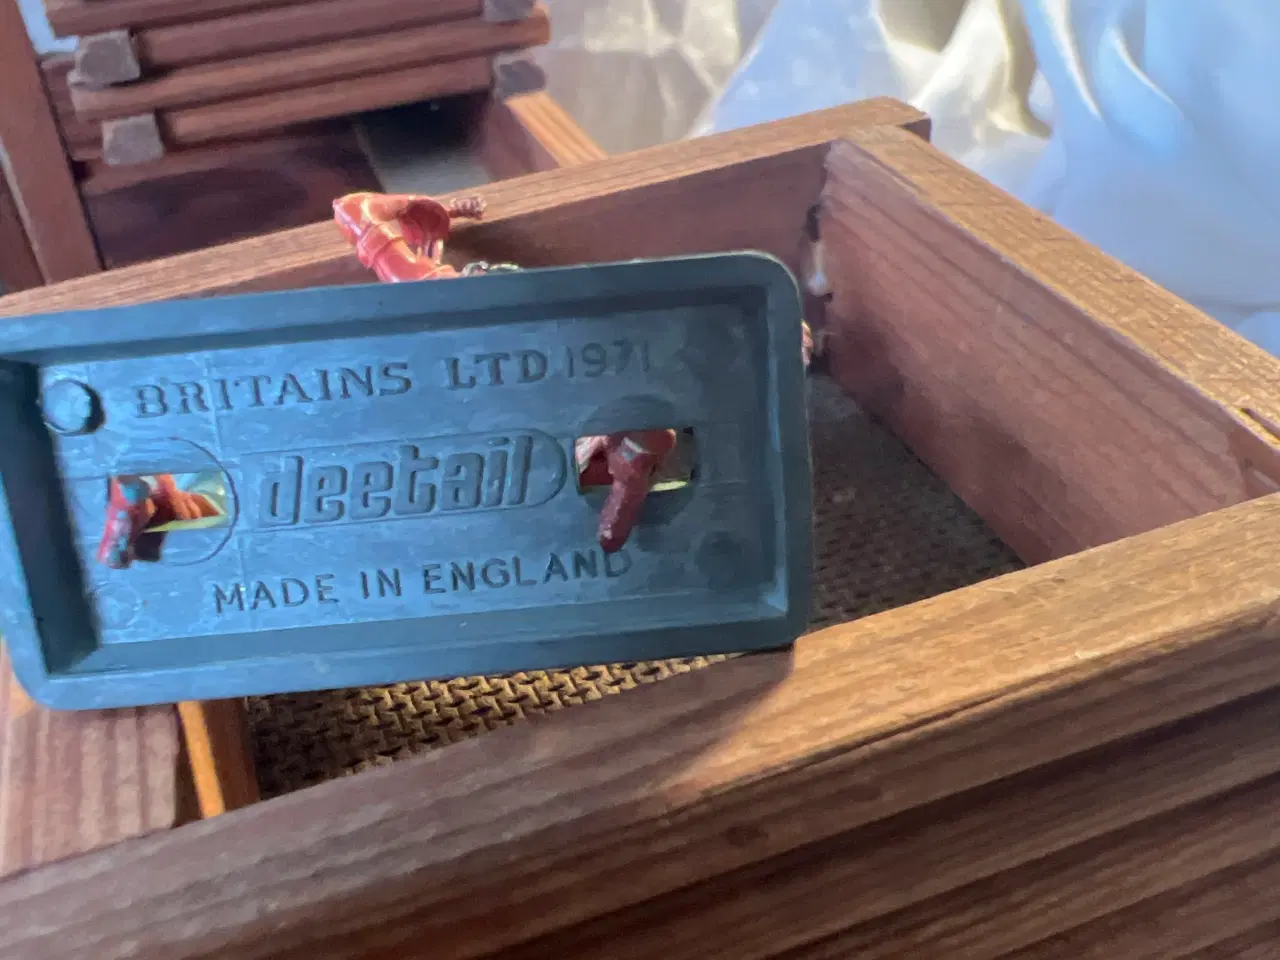 BRITAINS LTD 1971
deetail
MADE IN ENGLAND